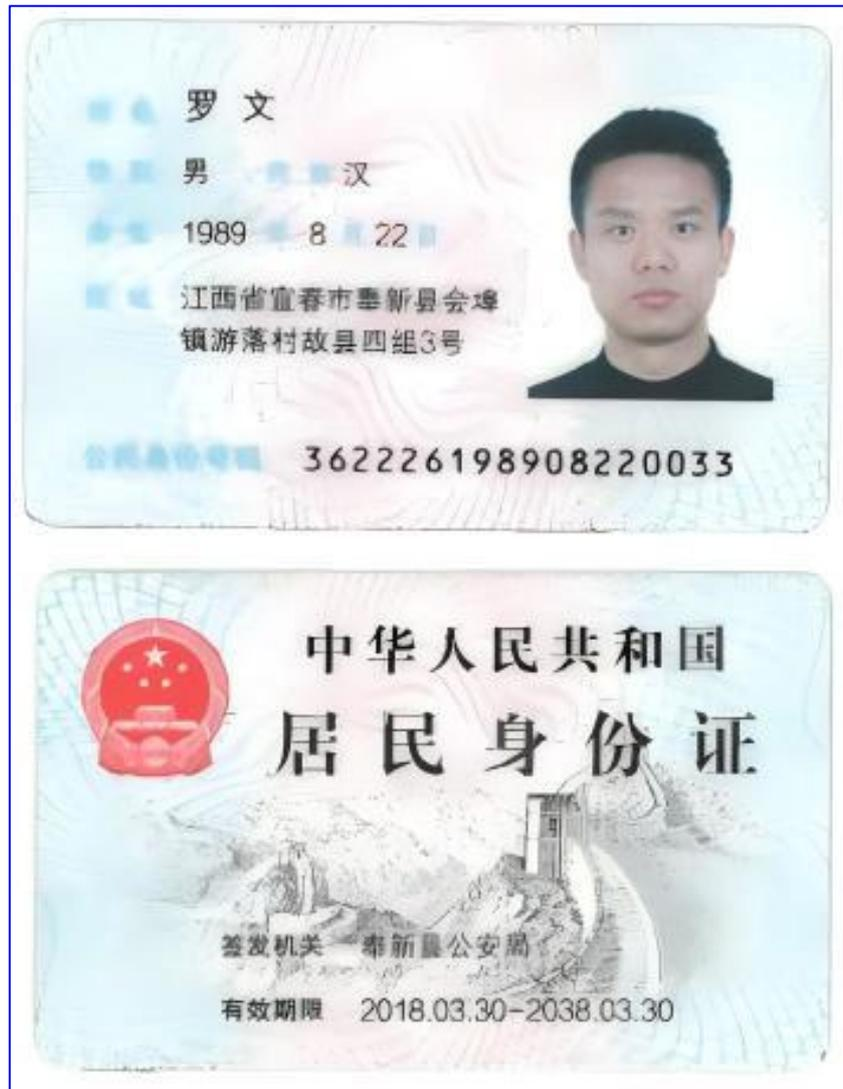 罗文
男 汉
1989 8 22
江西省宜春市奉新县会埠
镇游落村故县四组3号
362226198908220033
中华人民共和国
居民身份证
签发机关 奉新县公安局
有效期限 2018.03.30-2038.03.30